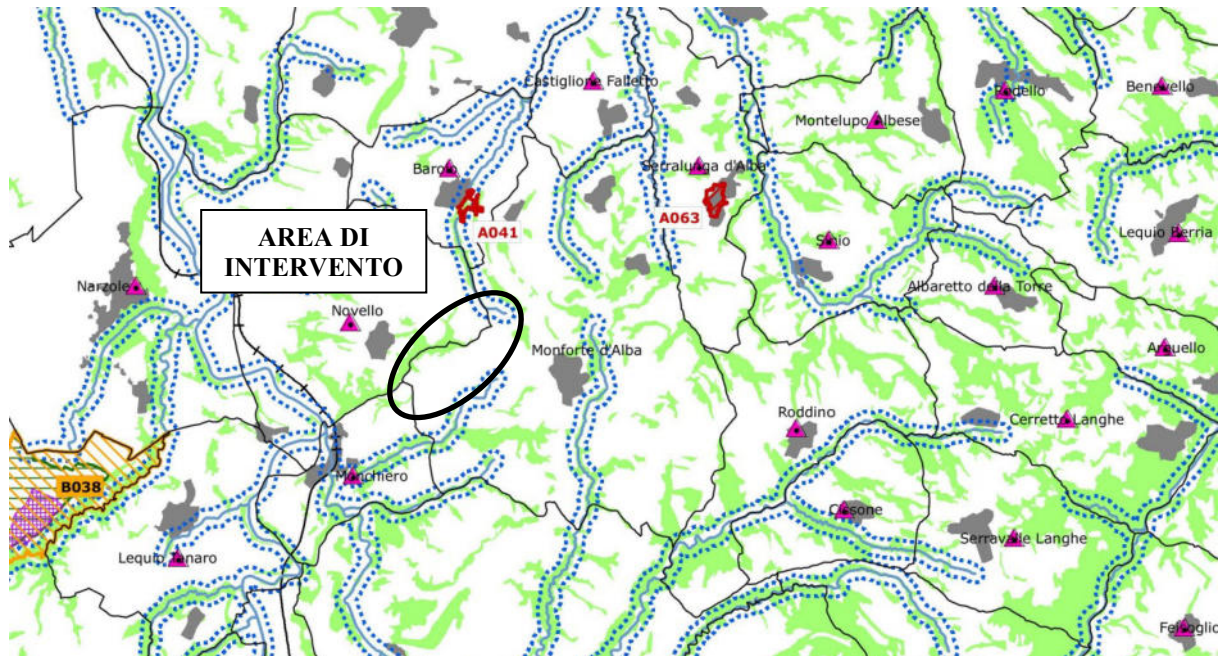 Castiglione Falletto
Rodello
Benevello
Montelupo Albese
Barolo
Serralunga d'Alba
A041
A063
AREA DI
INTERVENTO
Sinio
Lequio Berria
Narzole
Albaretto della Torre
Novello
Monforte d'Alba
Arguello
Roddino
Cerretto Langhe
B038
Monchiero
Cissone
Serravalle Langhe
Lequio Tanaro
Feisoglio